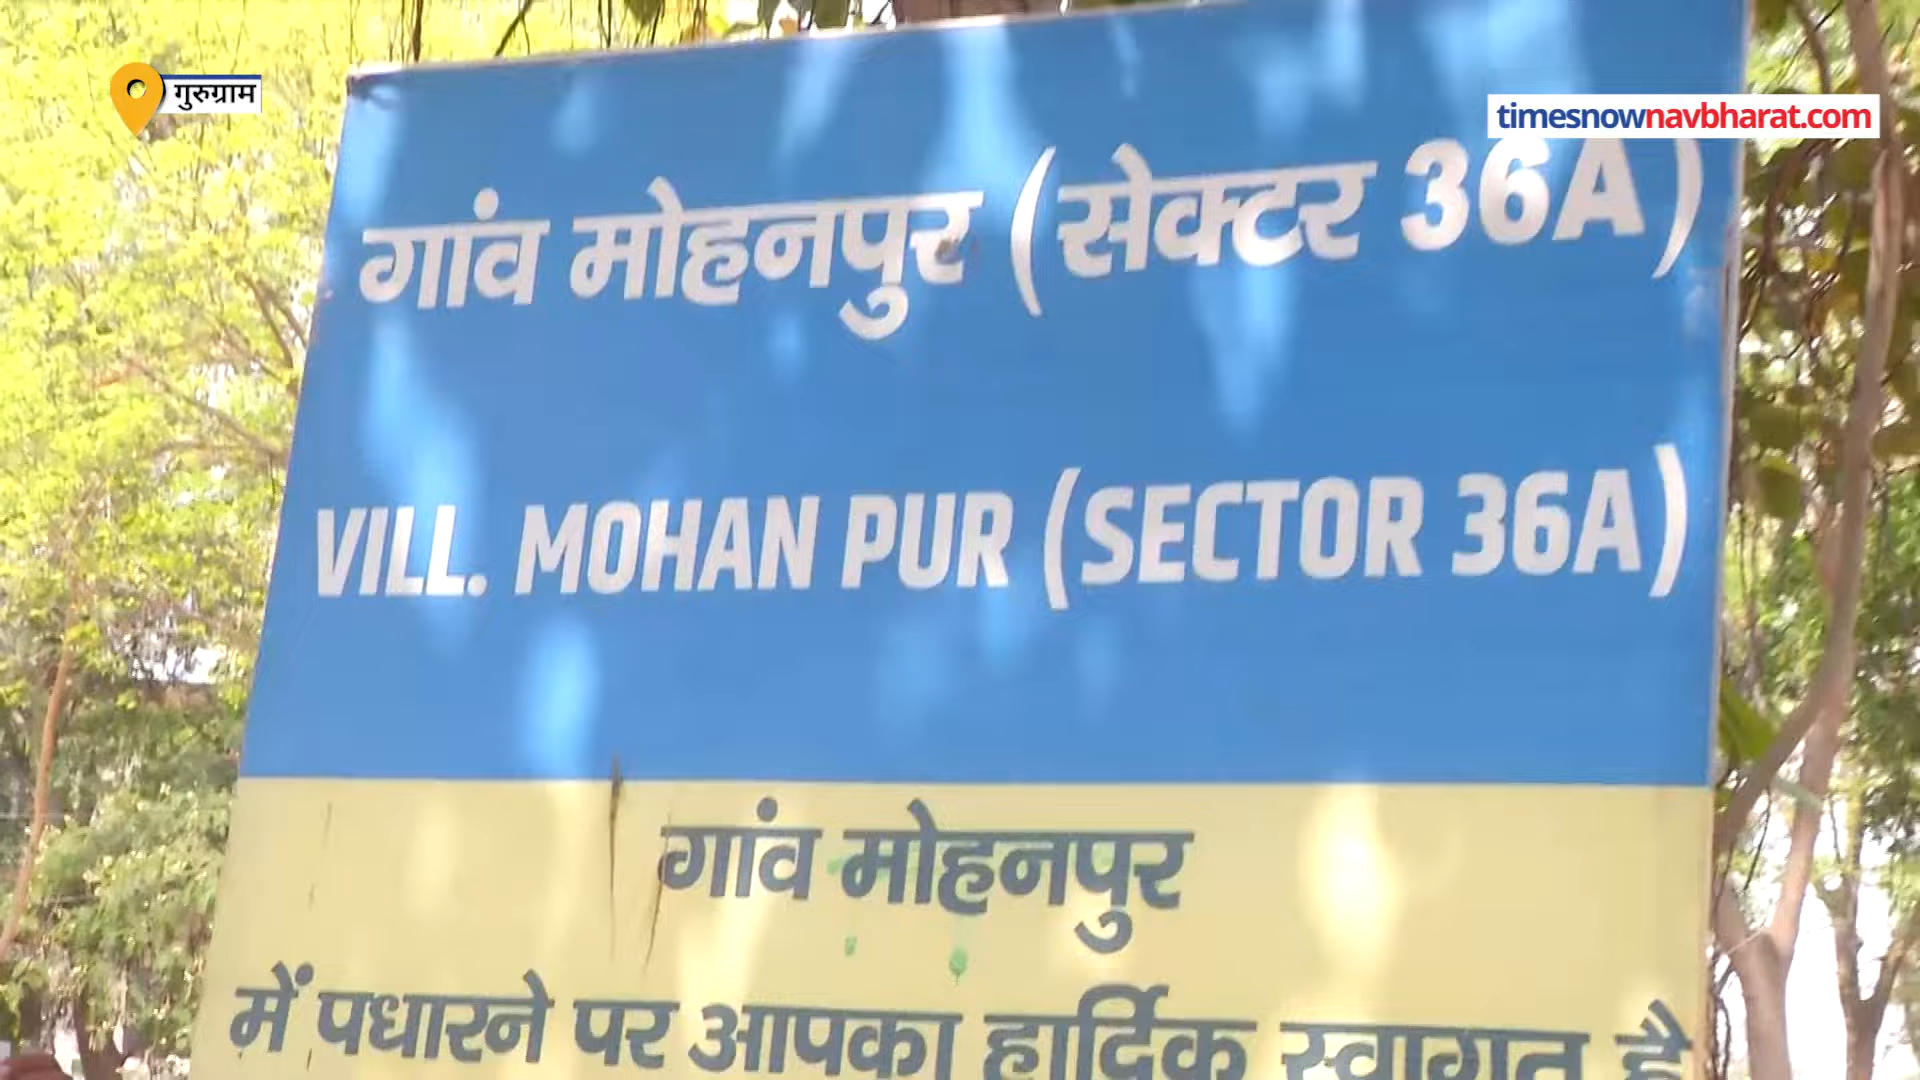 गुरुग्राम
timesnownavbharat.com
गांव मोहनपुर (सेक्टर 36A)
VILL. MOHAN PUR (SECTOR 36A)
गांव मोहनपुर
में पधारने पर आपका हार्दिक स्वागत है